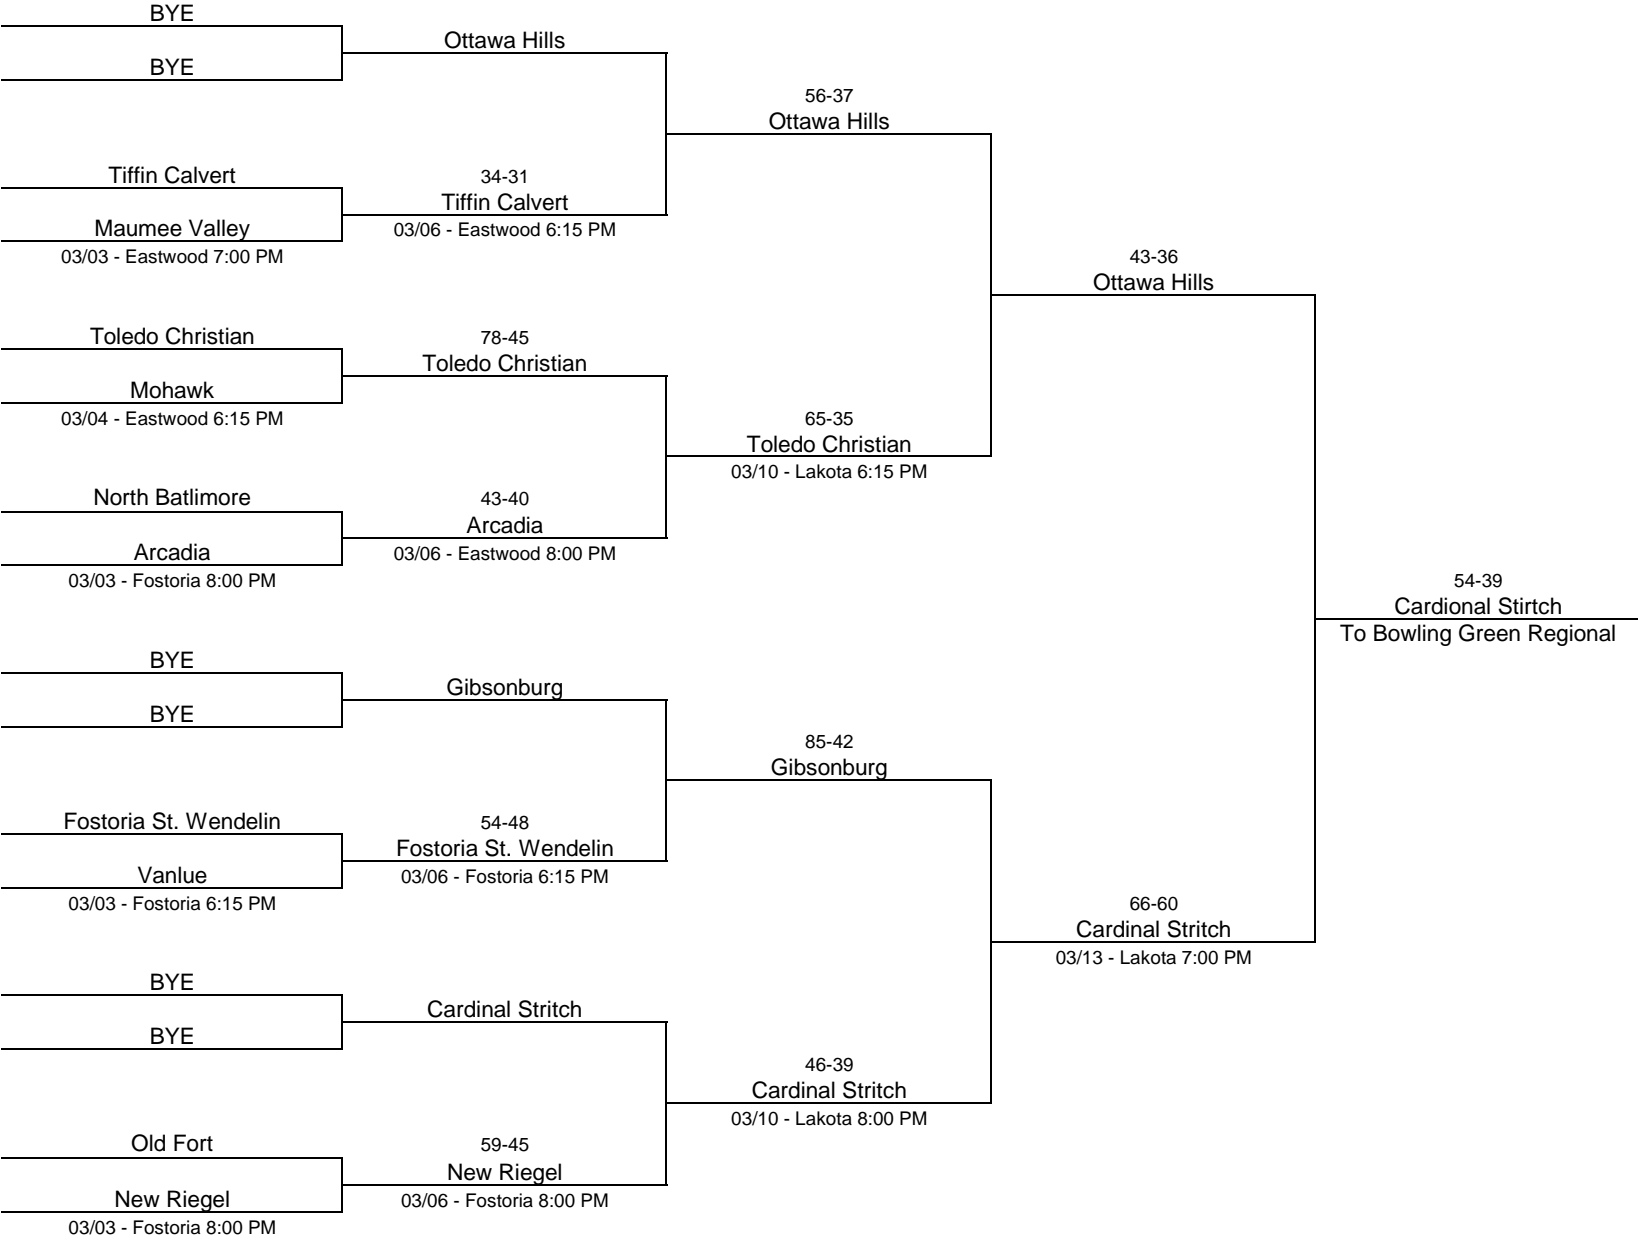 BYE
Ottawa Hills
BYE
56-37
Ottawa Hills
Tiffin Calvert
34-31
Tiffin Calvert
Maumee Valley
03/06 - Eastwood 6:15 PM
03/03 - Eastwood 7:00 PM
43-36
Ottawa Hills
Toledo Christian
78-45
Toledo Christian
Mohawk
03/04 - Eastwood 6:15 PM
65-35
Toledo Christian
03/10 - Lakota 6:15 PM
North Batlimore
43-40
Arcadia
Arcadia
03/06 - Eastwood 8:00 PM
03/03 - Fostoria 8:00 PM
54-39
Cardional Stirtch
To Bowling Green Regional
BYE
Gibsonburg
BYE
85-42
Gibsonburg
Fostoria St. Wendelin
54-48
Fostoria St. Wendelin
Vanlue
03/06 - Fostoria 6:15 PM
03/03 - Fostoria 6:15 PM
66-60
Cardinal Stritch
03/13 - Lakota 7:00 PM
BYE
Cardinal Stritch
BYE
46-39
Cardinal Stritch
03/10 - Lakota 8:00 PM
Old Fort
59-45
New Riegel
New Riegel
03/06 - Fostoria 8:00 PM
03/03 - Fostoria 8:00 PM